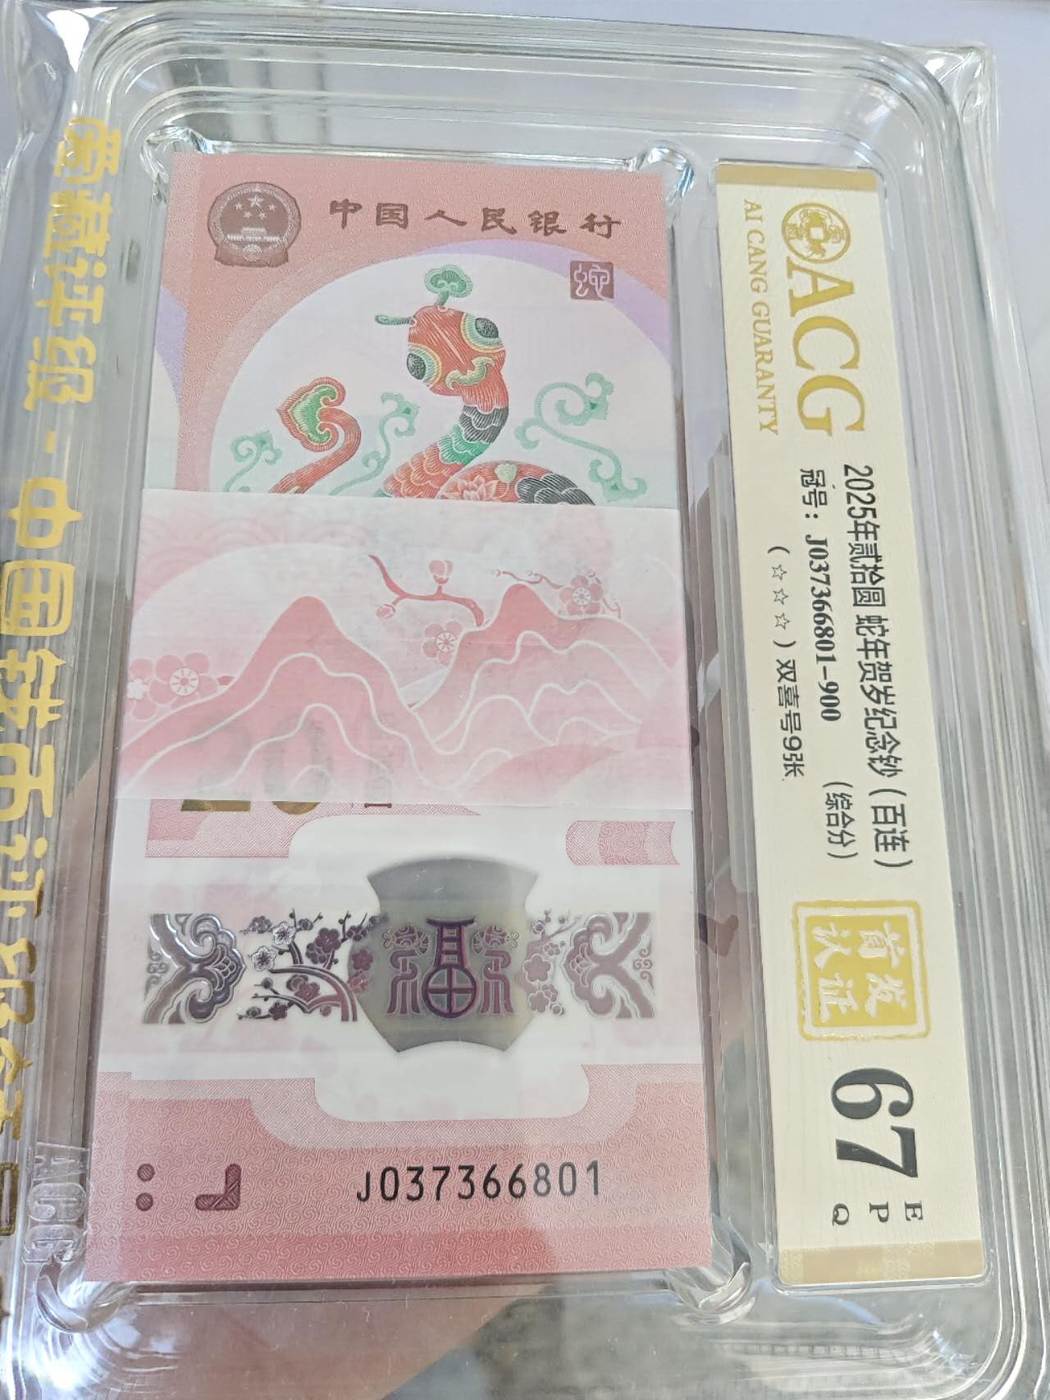 中国人民银行
蛇
J037366801
ACG
AI CANG GUARANTY
2025年贰拾圆 蛇年贺岁纪念钞（百连）
冠号：J037366801-900 （综合分）
（☆☆☆）双喜号9张
首发
认证
67
E
P
Q
爱藏评级·中国钱币评级
ACG